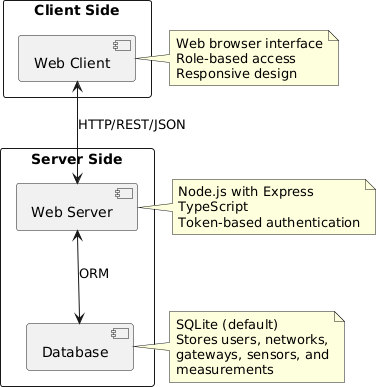 Client Side
Web Client
Web browser interface
Role-based access
Responsive design
HTTP/REST/JSON
Server Side
Web Server
Node.js with Express
TypeScript
Token-based authentication
ORM
Database
SQLite (default)
Stores users, networks,
gateways, sensors, and
measurements